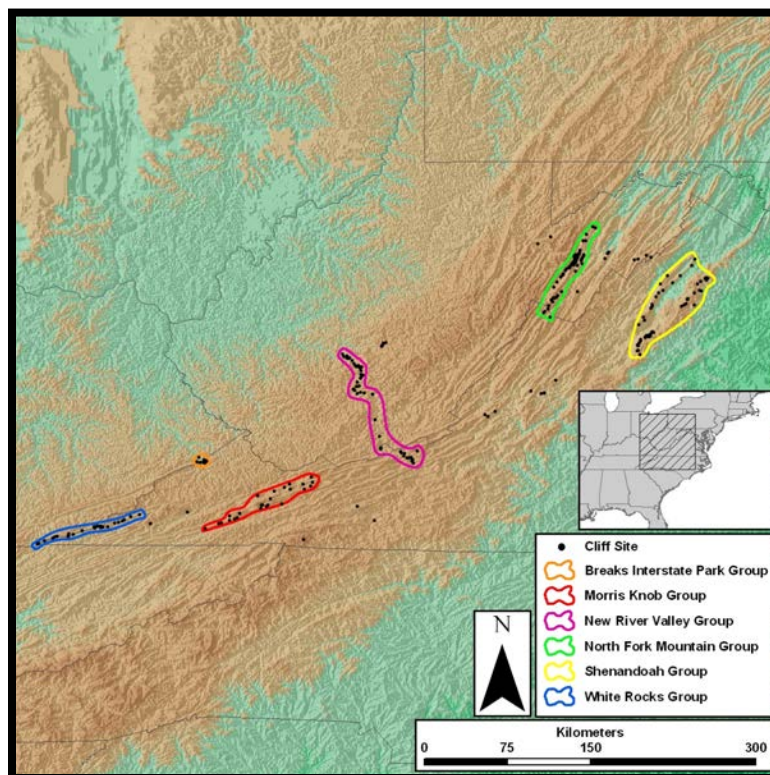 N
Cliff Site
Breaks Interstate Park Group
Morris Knob Group
New River Valley Group
North Fork Mountain Group
Shenandoah Group
White Rocks Group
Kilometers
0 75 150 300